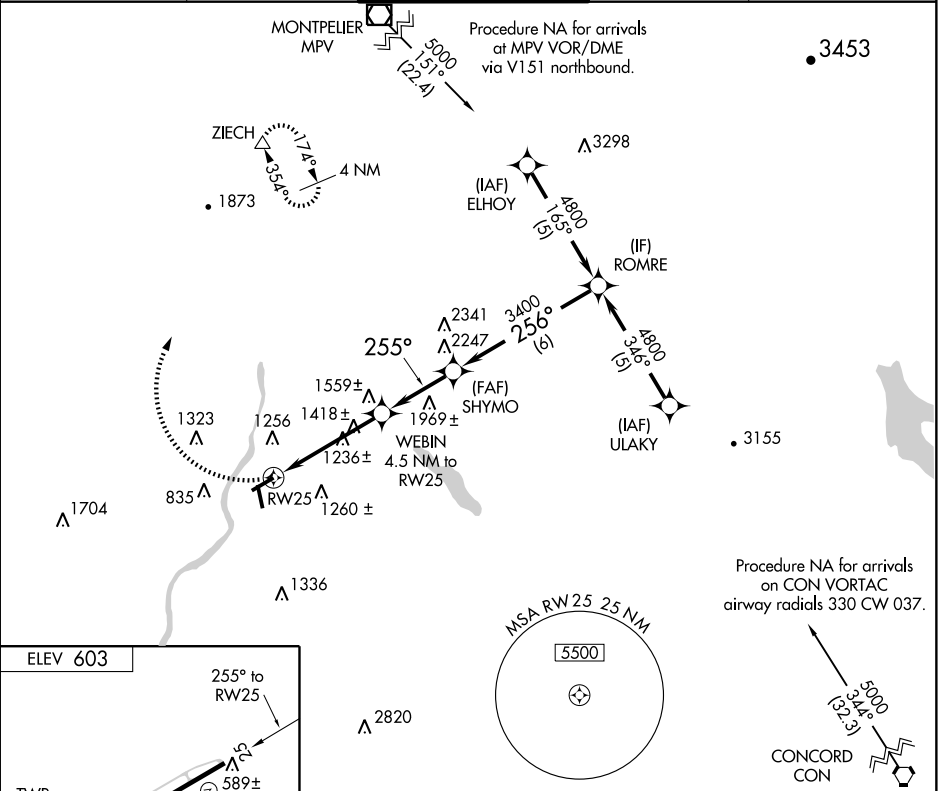 MONTPELIER
MPV
Procedure NA for arrivals
at MPV VOR/DME
via V151 northbound.
5000
151°
(22.4)
3453
ZIECH
174°
354°
4 NM
3298
1873
(IAF)
ELHOY
4800
165°
(5)
(IF)
ROMRE
2341
2247
3400
256°
(6)
255°
4800
346°
(5)
(FAF)
SHYMO
1559±
1418±
1969±
1323
1256
1236±
WEBIN
4.5 NM to
RW25
(IAF)
ULAKY
3155
835
RW25
1260 ±
1704
1336
Procedure NA for arrivals
on CON VORTAC
airway radials 330 CW 037.
MSA RW25 25 NM
5500
ELEV 603
255° to
RW25
2820
5000
344°
(32.3)
25
589±
CONCORD
CON